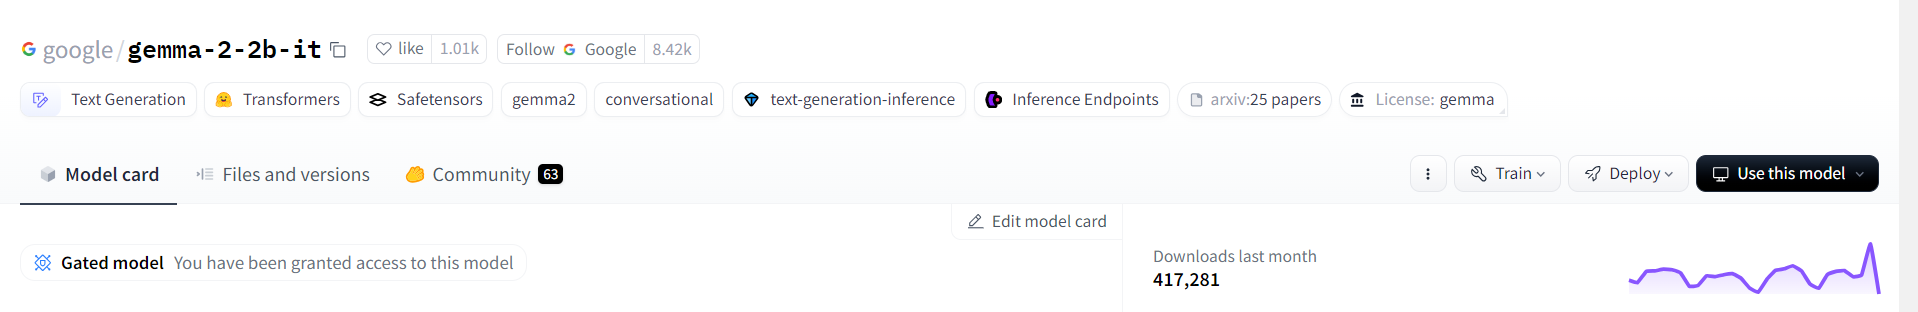 google/gemma-2-2b-it like 1.01k Follow Google 8.42k
Text Generation Transformers Safetensors gemma2 conversational text-generation-inference Inference Endpoints arxiv:25 papers License: gemma
Model card Files and versions Community 63 Train Deploy Use this model
Edit model card
Gated model You have been granted access to this model
Downloads last month
417,281